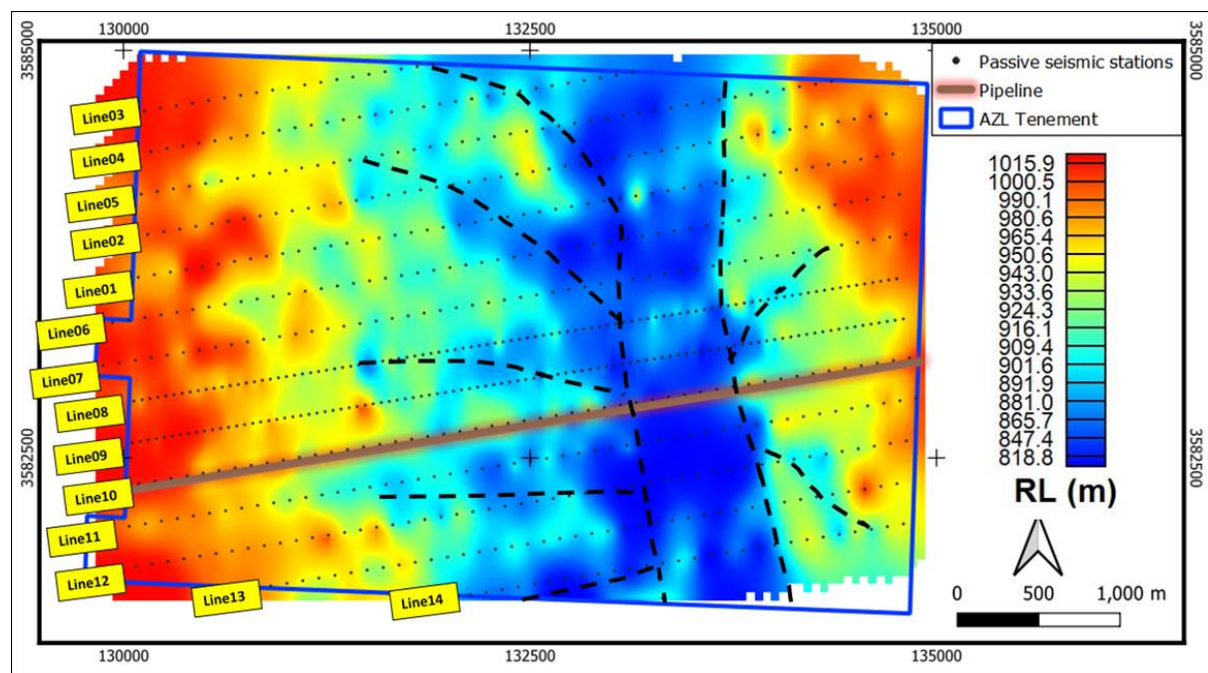 130000
132500
135000
3585000
3585000
Passive seismic stations
Pipeline
AZL Tenement
Line03
Line04
Line05
Line02
Line01
Line06
Line07
Line08
Line09
Line10
Line11
Line12
Line13
Line14
1015.9
1000.5
990.1
980.6
965.4
950.6
943.0
933.6
924.3
916.1
909.4
901.6
891.9
881.0
865.7
847.4
818.8
RL (m)
0 500 1,000 m
3582500
3582500
130000
132500
135000